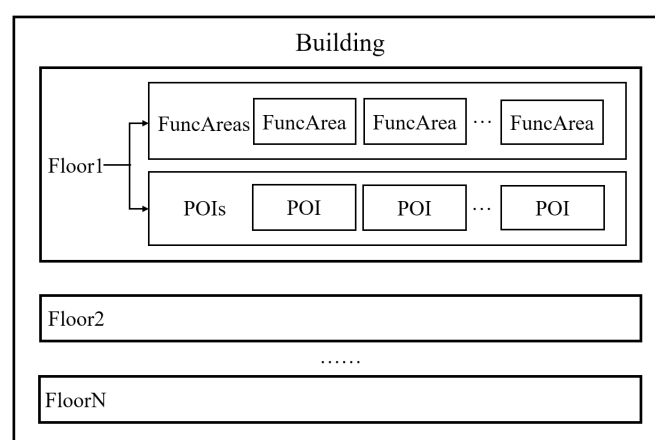 Building
FuncAreas FuncArea FuncArea ··· FuncArea
Floor1
POIs POI POI ··· POI
Floor2
······
FloorN